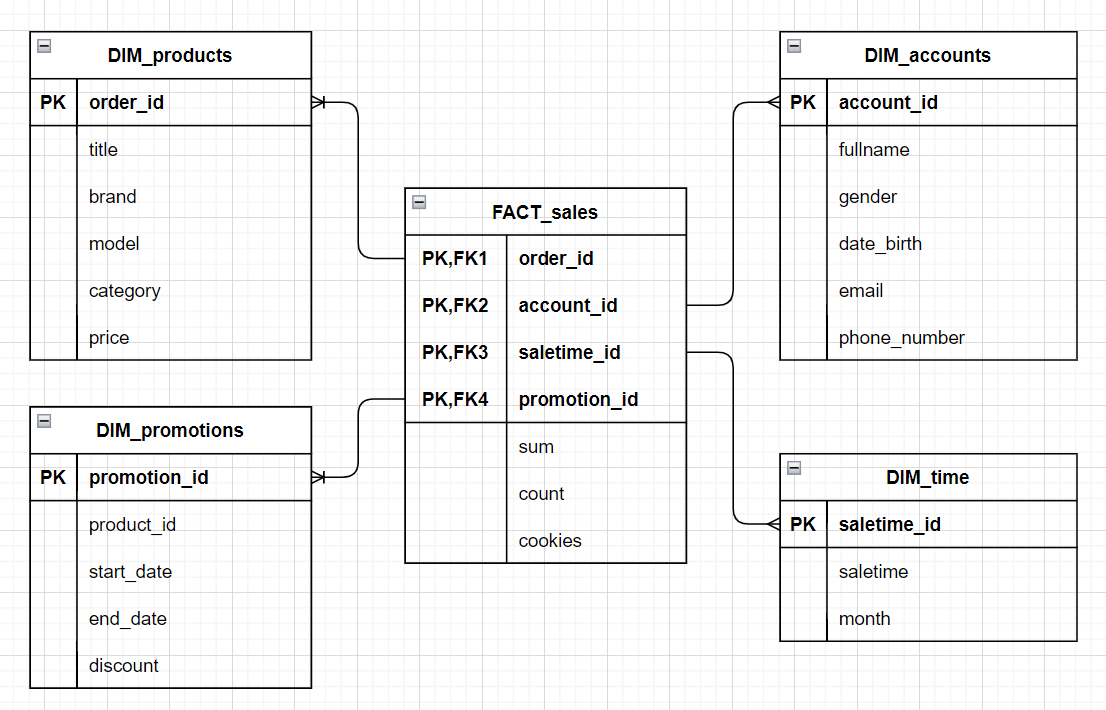 DIM_products
PK order_id
title
brand
model
category
price
DIM_promotions
PK promotion_id
product_id
start_date
end_date
discount
FACT_sales
PK,FK1 order_id
PK,FK2 account_id
PK,FK3 saletime_id
PK,FK4 promotion_id
sum
count
cookies
DIM_accounts
PK account_id
fullname
gender
date_birth
email
phone_number
DIM_time
PK saletime_id
saletime
month